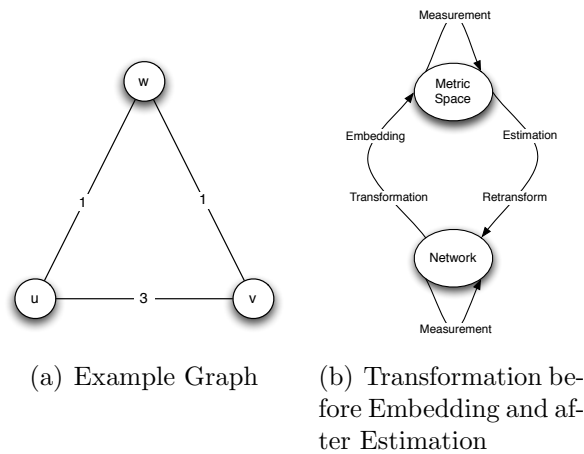 w
1
1
u
3
v
Measurement
Metric
Space
Embedding
Estimation
Transformation
Retransform
Network
Measurement
(a) Example Graph
(b) Transformation be-
fore Embedding and af-
ter Estimation